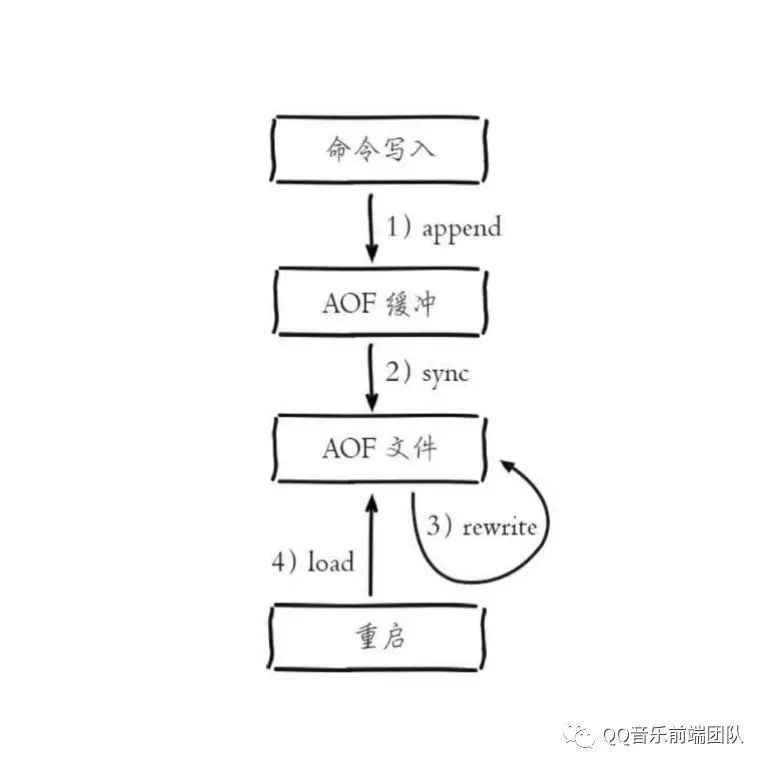 命令写入
1) append
AOF 缓冲
2) sync
AOF 文件
3) rewrite
4) load
重启
QQ音乐前端团队